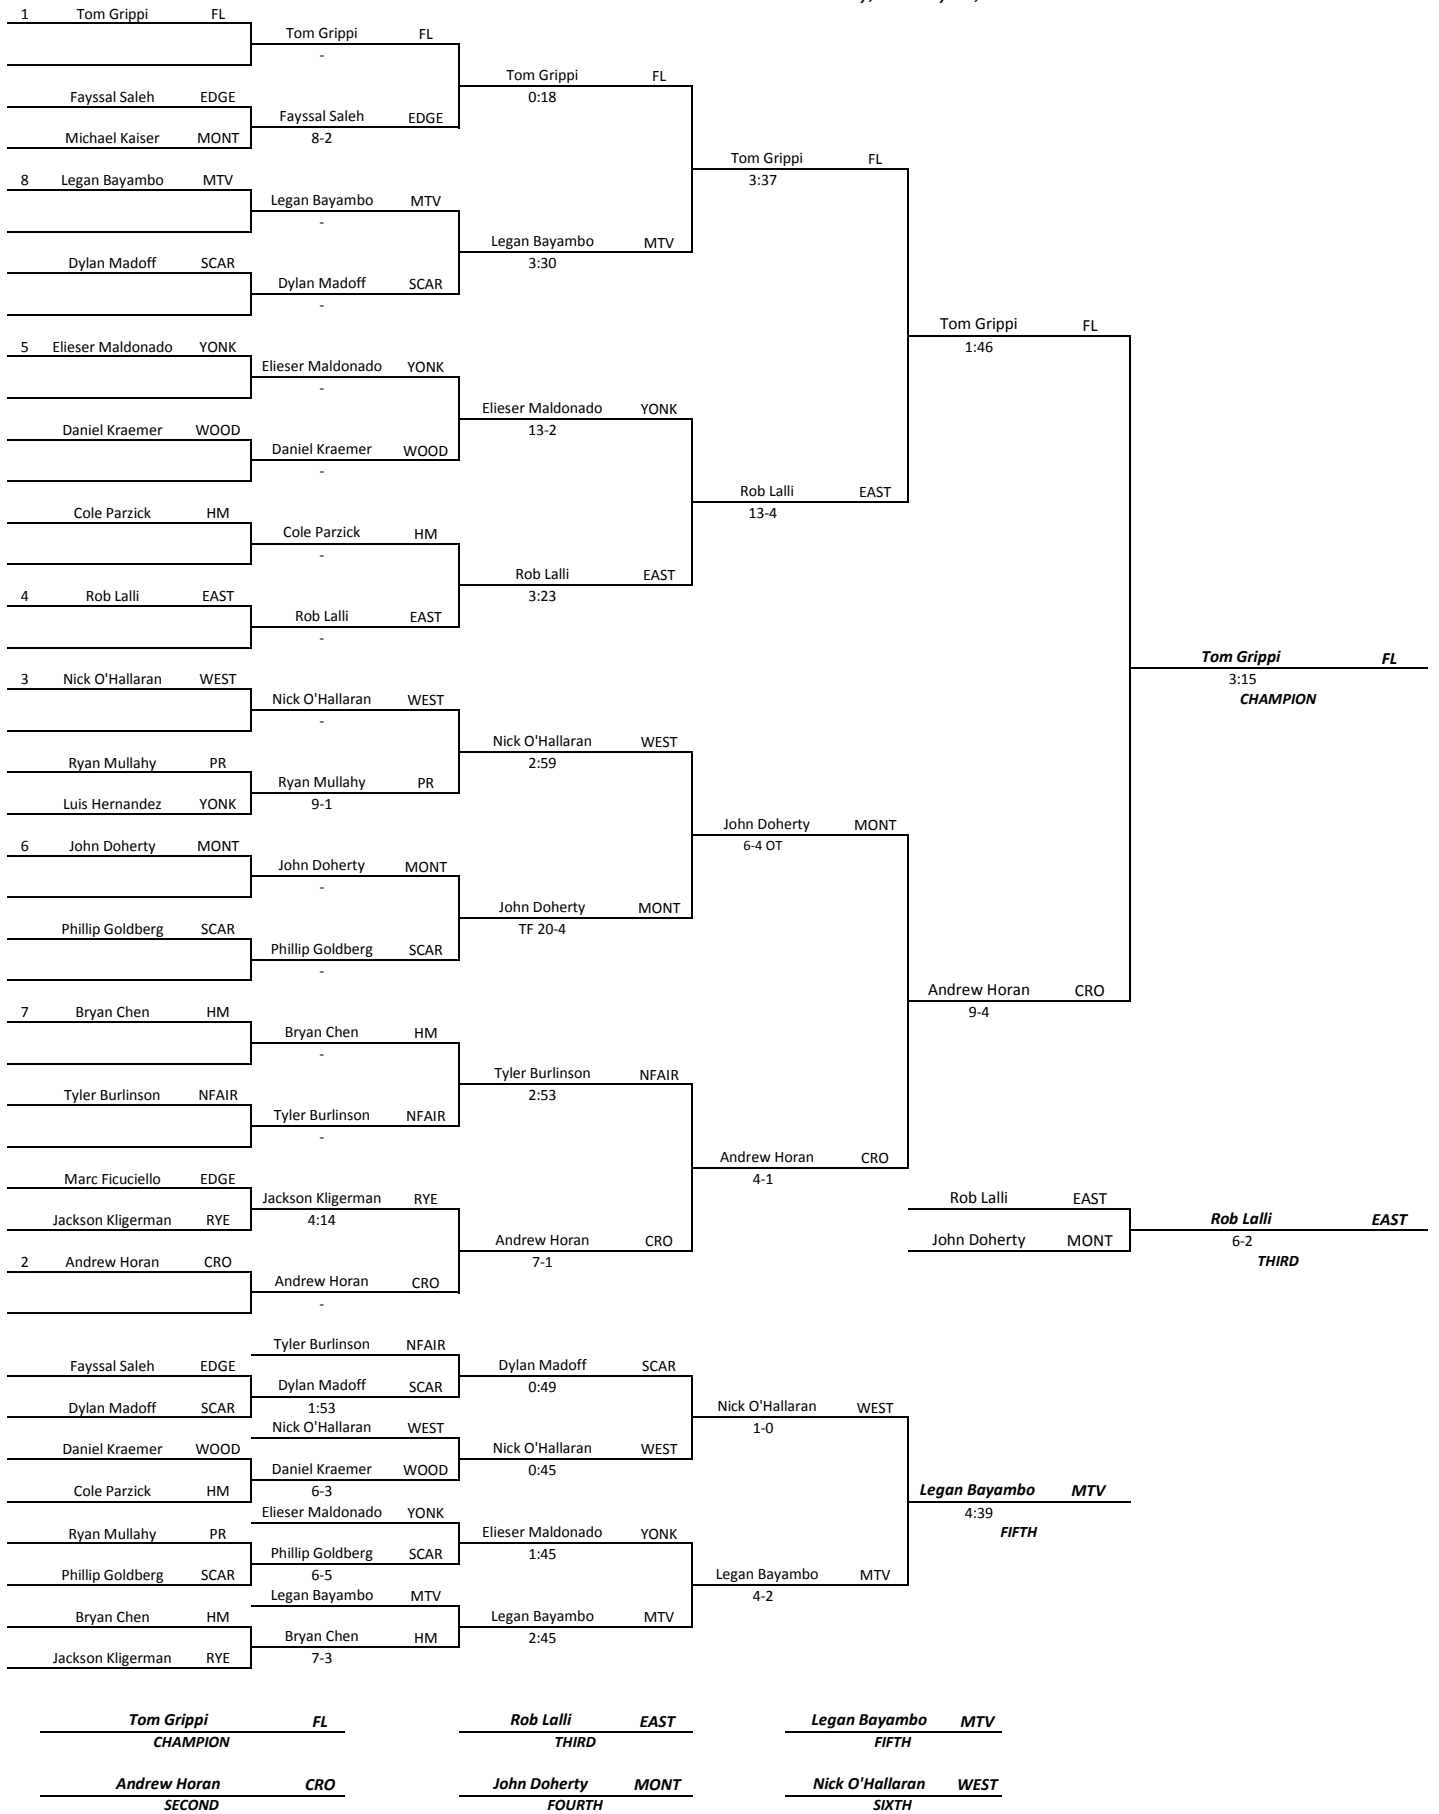 1 Tom Grippi FL
Tom Grippi FL
-
Tom Grippi FL
0:18
Fayssal Saleh EDGE
Fayssal Saleh EDGE
8-2
Michael Kaiser MONT
Tom Grippi FL
3:37
8 Legan Bayambo MTV
Legan Bayambo MTV
-
Legan Bayambo MTV
3:30
Dylan Madoff SCAR
Dylan Madoff SCAR
-
Tom Grippi FL
1:46
5 Elieser Maldonado YONK
Elieser Maldonado YONK
-
Elieser Maldonado YONK
13-2
Daniel Kraemer WOOD
Daniel Kraemer WOOD
-
Rob Lalli EAST
13-4
Cole Parzick HM
Cole Parzick HM
-
Rob Lalli EAST
3:23
4 Rob Lalli EAST
Rob Lalli EAST
-
Tom Grippi FL
3:15
CHAMPION
3 Nick O'Hallaran WEST
Nick O'Hallaran WEST
-
Nick O'Hallaran WEST
2:59
Ryan Mullahy PR
Ryan Mullahy PR
9-1
Luis Hernandez YONK
John Doherty MONT
6-4 OT
6 John Doherty MONT
John Doherty MONT
-
John Doherty MONT
TF 20-4
Phillip Goldberg SCAR
Phillip Goldberg SCAR
-
Andrew Horan CRO
9-4
7 Bryan Chen HM
Bryan Chen HM
-
Tyler Burlinson NFAIR
2:53
Tyler Burlinson NFAIR
Tyler Burlinson NFAIR
-
Andrew Horan CRO
4-1
Marc Ficuciello EDGE
Jackson Kligerman RYE
4:14
Jackson Kligerman RYE
Andrew Horan CRO
7-1
2 Andrew Horan CRO
Andrew Horan CRO
-
Rob Lalli EAST
Rob Lalli EAST
6-2
THIRD
John Doherty MONT
Tyler Burlinson NFAIR
Fayssal Saleh EDGE
Dylan Madoff SCAR
0:49
Dylan Madoff SCAR
1:53
Dylan Madoff SCAR
Nick O'Hallaran WEST
1-0
Nick O'Hallaran WEST
Daniel Kraemer WOOD
Nick O'Hallaran WEST
0:45
Daniel Kraemer WOOD
6-3
Cole Parzick HM
Legan Bayambo MTV
4:39
FIFTH
Elieser Maldonado YONK
Ryan Mullahy PR
Elieser Maldonado YONK
1:45
Phillip Goldberg SCAR
6-5
Phillip Goldberg SCAR
Legan Bayambo MTV
4-2
Legan Bayambo MTV
Bryan Chen HM
Legan Bayambo MTV
2:45
Bryan Chen HM
7-3
Jackson Kligerman RYE
Tom Grippi FL
CHAMPION
Rob Lalli EAST
THIRD
Legan Bayambo MTV
FIFTH
Andrew Horan CRO
SECOND
John Doherty MONT
FOURTH
Nick O'Hallaran WEST
SIXTH